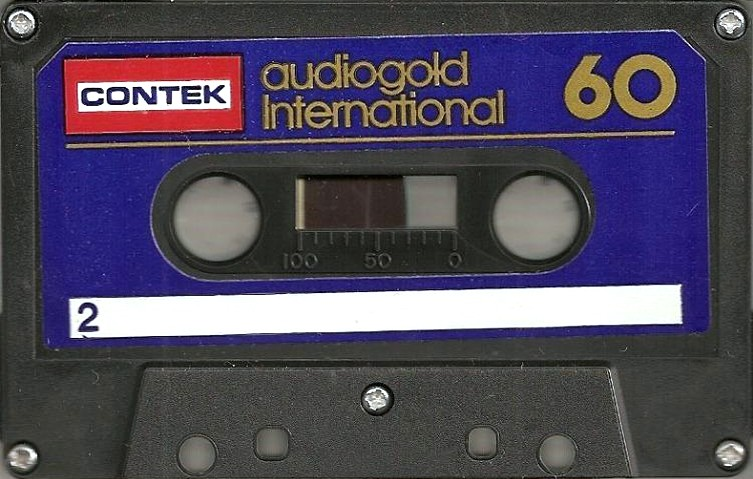 CONTEK
audiogold
International
60
100 50 0
2